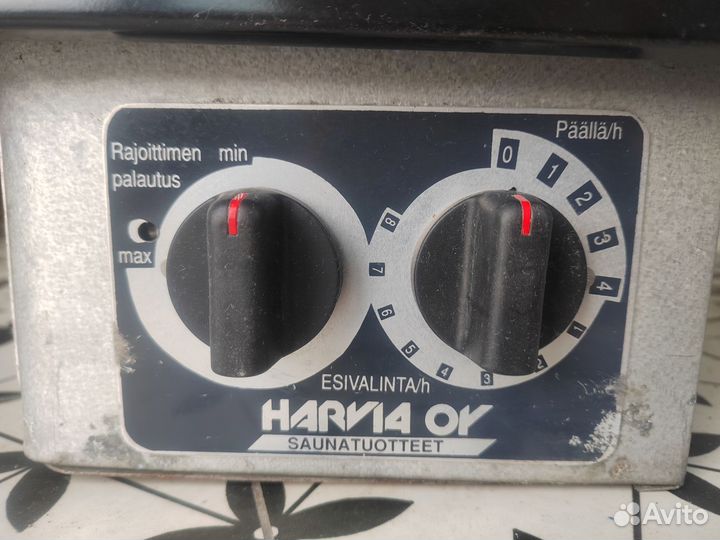 Päällä/h
Rajoittimen min
palautus
max
0
1
2
3
4
1
2
3
4
5
6
7
8
ESIVALINTA/h
HARVIA OY
SAUNATUOTTEET
Avito